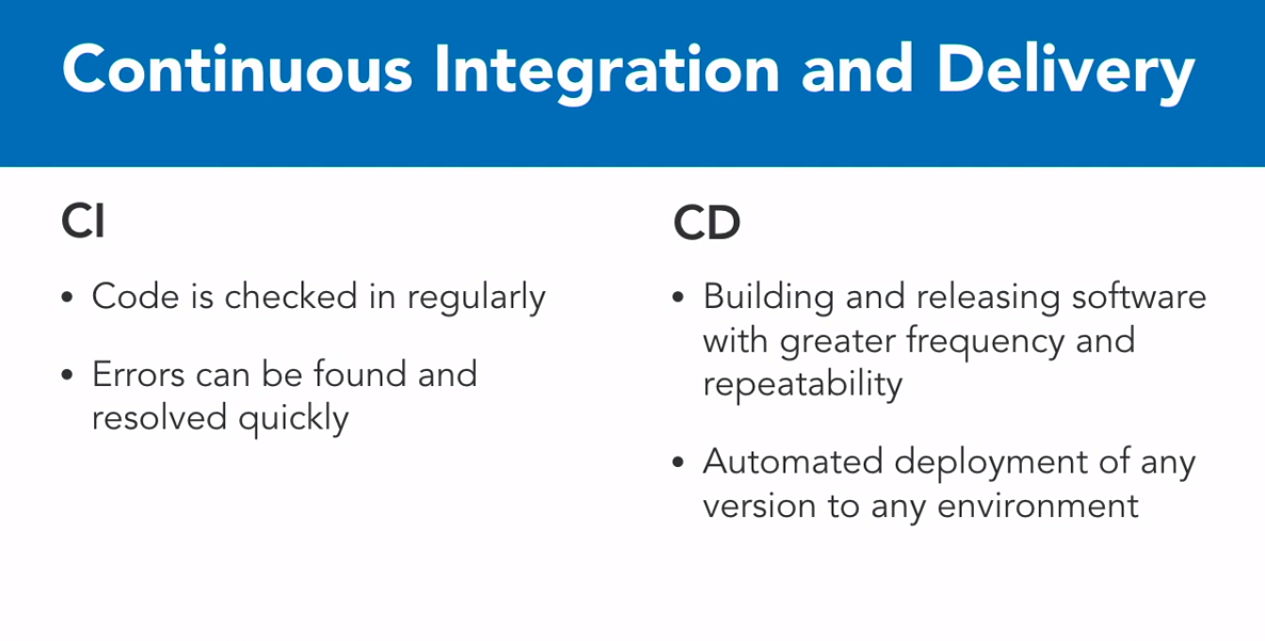 Continuous Integration and Delivery
CI
• Code is checked in regularly
• Errors can be found and
resolved quickly
CD
• Building and releasing software
with greater frequency and
repeatability
• Automated deployment of any
version to any environment